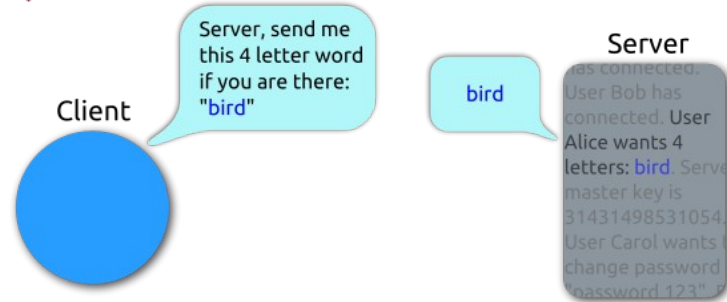 Client
Server, send me
this 4 letter word
if you are there:
"bird"
bird
Server
has connected.
User Bob has
connected. User
Alice wants 4
letters: bird. Serve
master key is
31431498531054.
User Carol wants t
change password
"password 123".